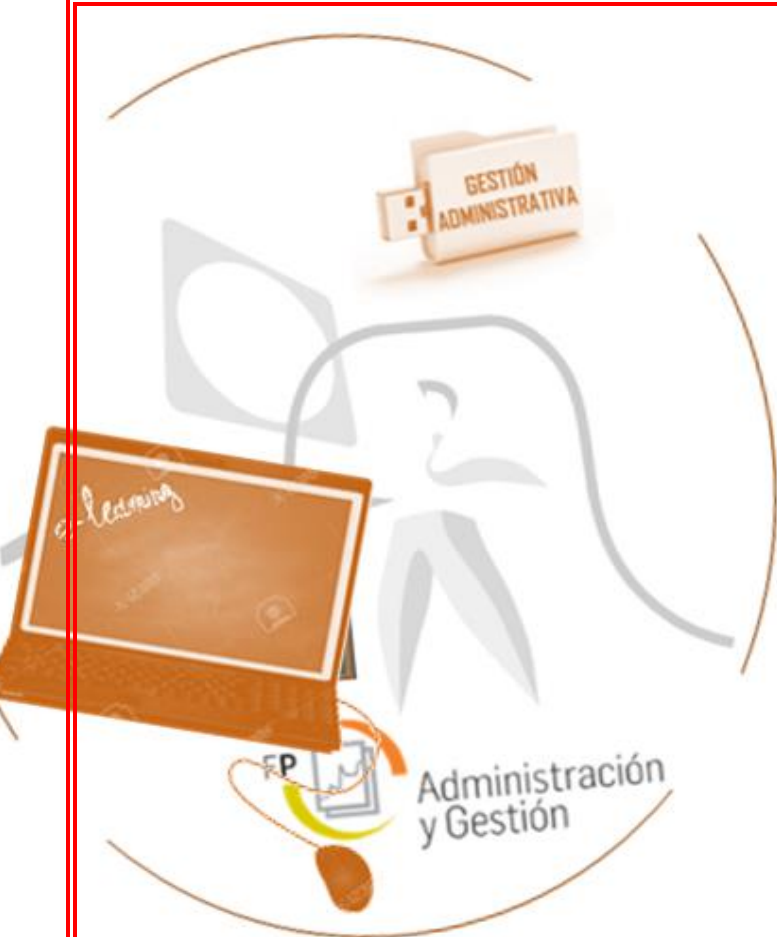 GESTIÓN
ADMINISTRATIVA
e-learning
FP
Administración
y Gestión